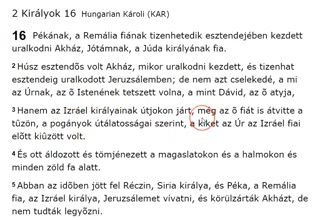 2 Királyok 16 Hungarian Károli (KAR)
16 Pékának, a Remália fiának tizenhetedik esztendejében kezdett
uralkodni Akház, Jótámnak, a Júda királyának fia.
2 Húsz esztendős volt Akház, mikor uralkodni kezdett, és tizenhat
esztendeig uralkodott Jeruzsálemben; de nem azt cselekedé, a mi
az Úrnak, az ő Istenének tetszett volna, a mint Dávid, az ő atyja,
3 Hanem az Izráel királyainak útjokon járt, még az ő fiát is átvitte a
tűzön, a pogányok útálatosságai szerint, a kiket az Úr az Izráel fiai
előtt kiűzött volt.
4 És ott áldozott és tömjénezett a magaslatokon és a halmokon és
minden zöld fa alatt.
5 Abban az időben jött fel Réczin, Siria királya, és Péka, a Remália
fia, az Izráel királya, Jeruzsálemet vívatni, és körülzárták Akházt, de
nem tudták legyőzni.